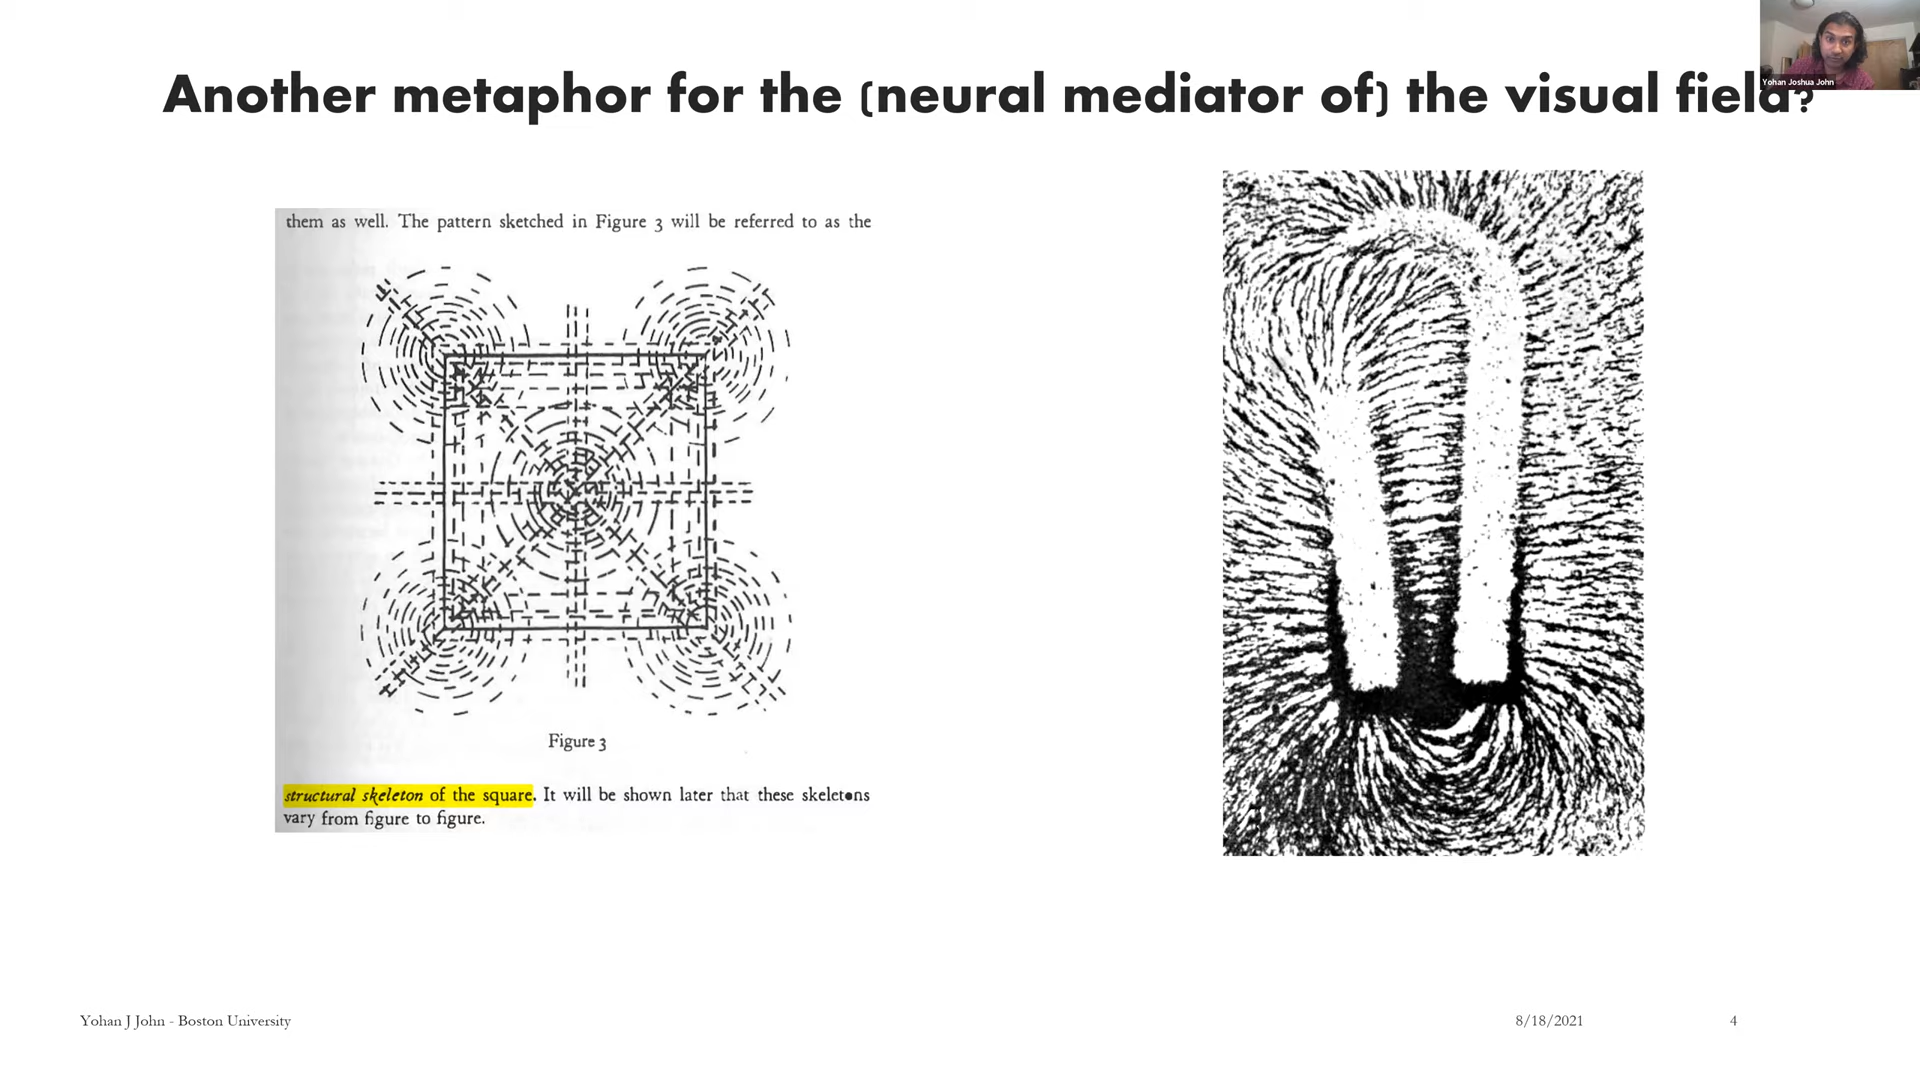 Another metaphor for the (neural mediator of) the visual field?
Yohan Joshua John
them as well. The pattern sketched in Figure 3 will be referred to as the
Figure 3
structural skeleton of the square. It will be shown later that these skeletons
vary from figure to figure.
Yohan J John - Boston University
8/18/2021
4